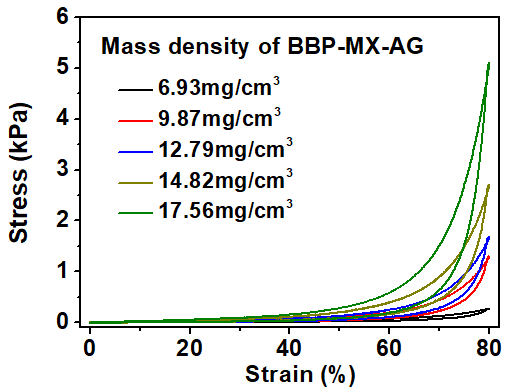 Mass density of BBP-MX-AG
6.93mg/cm³
9.87mg/cm³
12.79mg/cm³
14.82mg/cm³
17.56mg/cm³
Stress (kPa)
6
5
4
3
2
1
0
0 20 40 60 80
Strain (%)